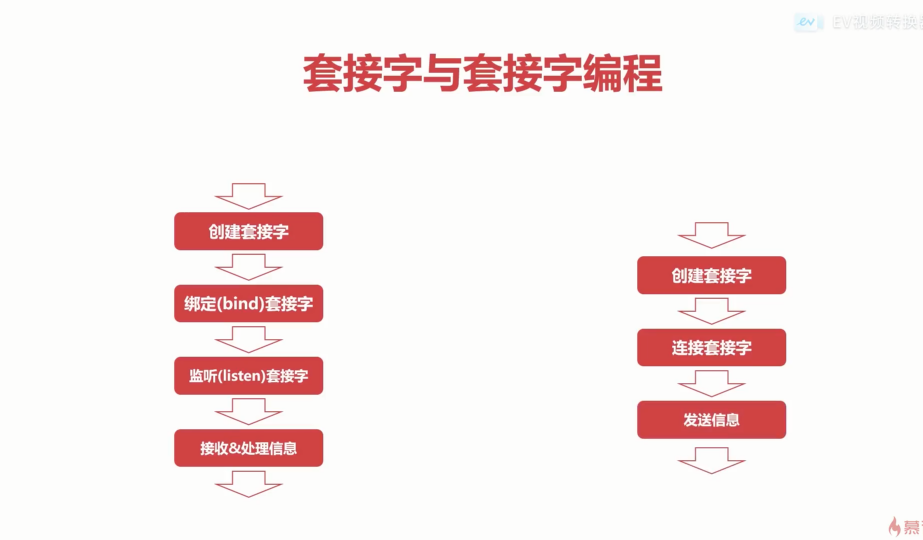 EV视频转换
套接字与套接字编程
创建套接字
绑定(bind)套接字
监听(listen)套接字
接收&处理信息
创建套接字
连接套接字
发送信息
慕